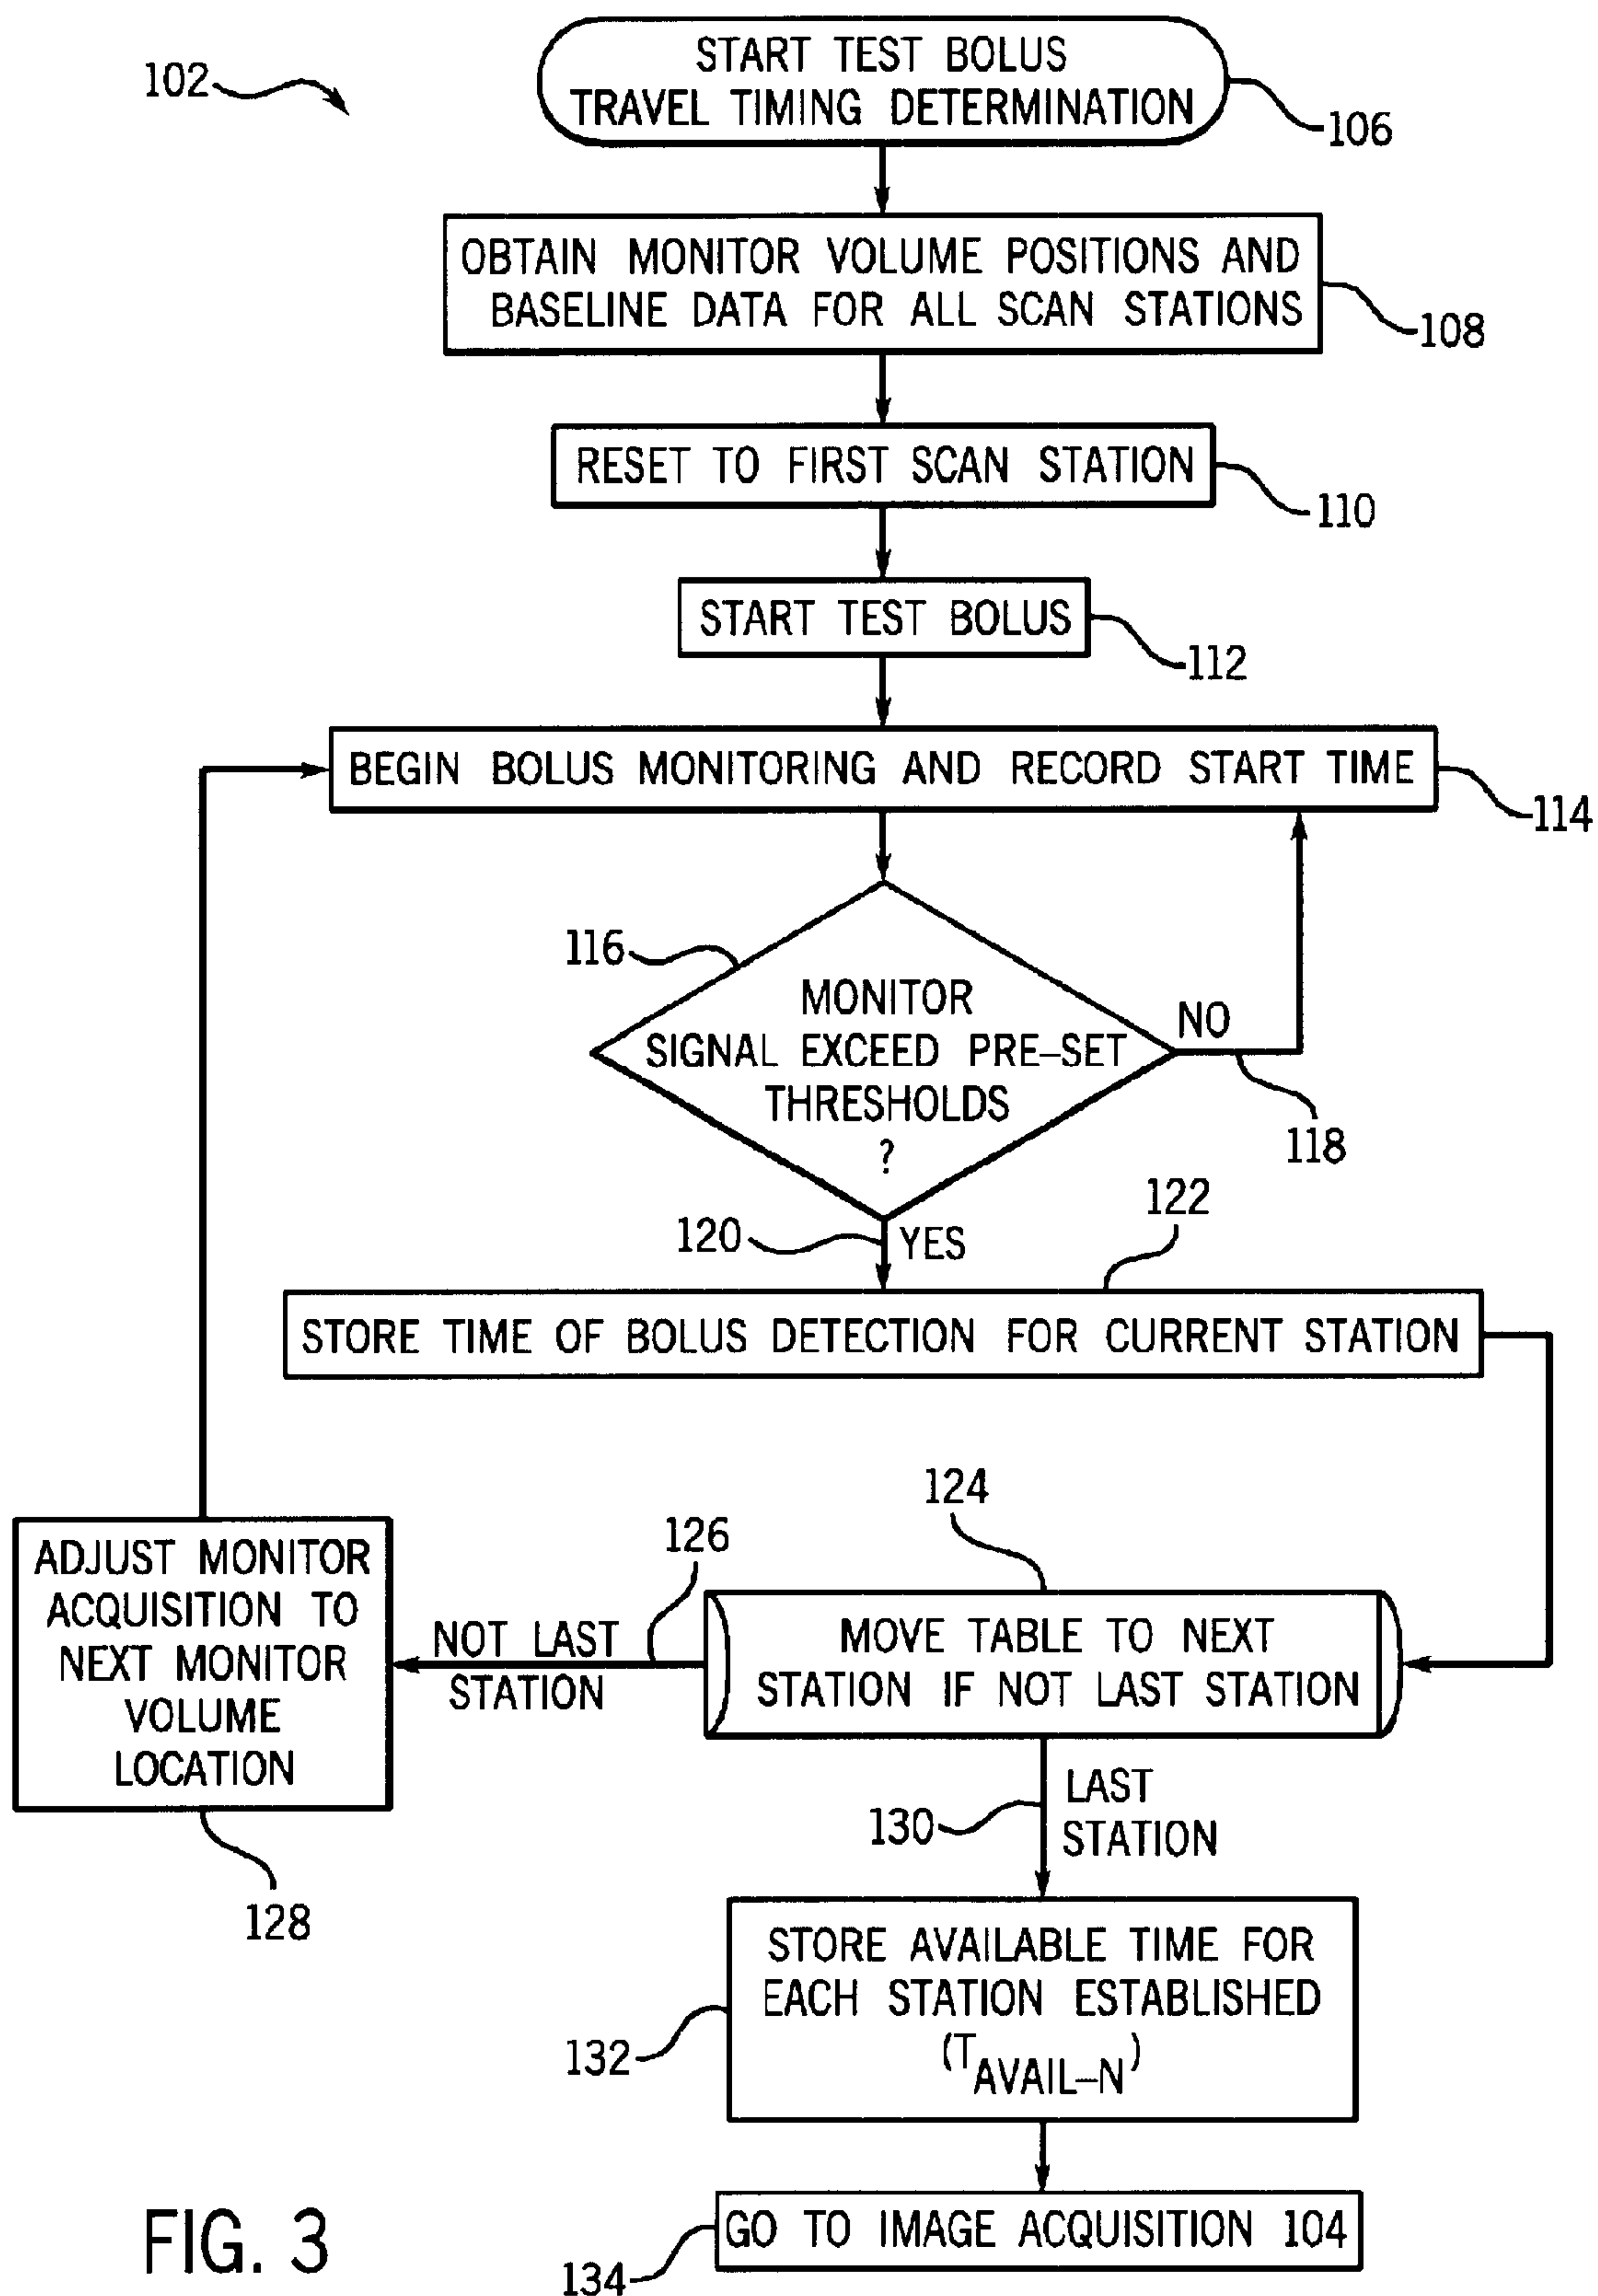 102
START TEST BOLUS
TRAVEL TIMING DETERMINATION
106
OBTAIN MONITOR VOLUME POSITIONS AND
BASELINE DATA FOR ALL SCAN STATIONS
108
RESET TO FIRST SCAN STATION
110
START TEST BOLUS
112
BEGIN BOLUS MONITORING AND RECORD START TIME
114
116
MONITOR
SIGNAL EXCEED PRE-SET
THRESHOLDS
?
NO
118
120
YES
122
STORE TIME OF BOLUS DETECTION FOR CURRENT STATION
124
MOVE TABLE TO NEXT
STATION IF NOT LAST STATION
126
NOT LAST
STATION
ADJUST MONITOR
ACQUISITION TO
NEXT MONITOR
VOLUME
LOCATION
128
130
LAST
STATION
STORE AVAILABLE TIME FOR
EACH STATION ESTABLISHED
(T AVAIL-N)
132
GO TO IMAGE ACQUISITION 104
134
FIG. 3